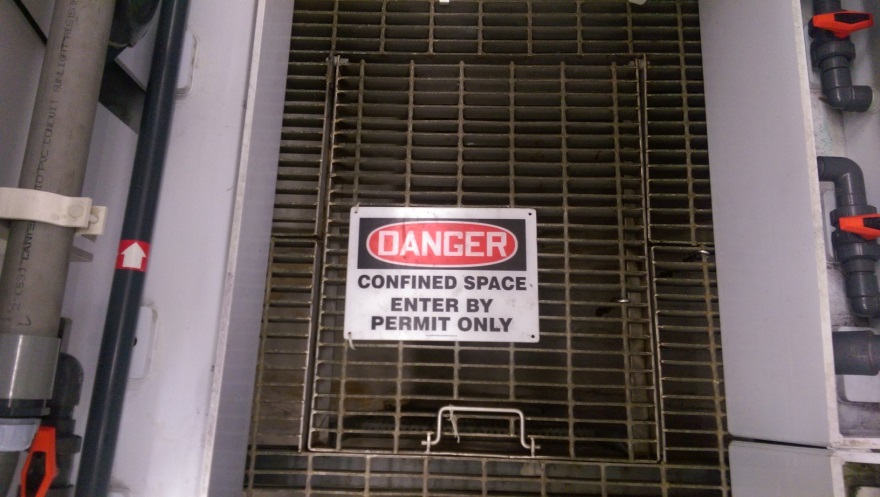 DANGER
CONFINED SPACE
ENTER BY
PERMIT ONLY